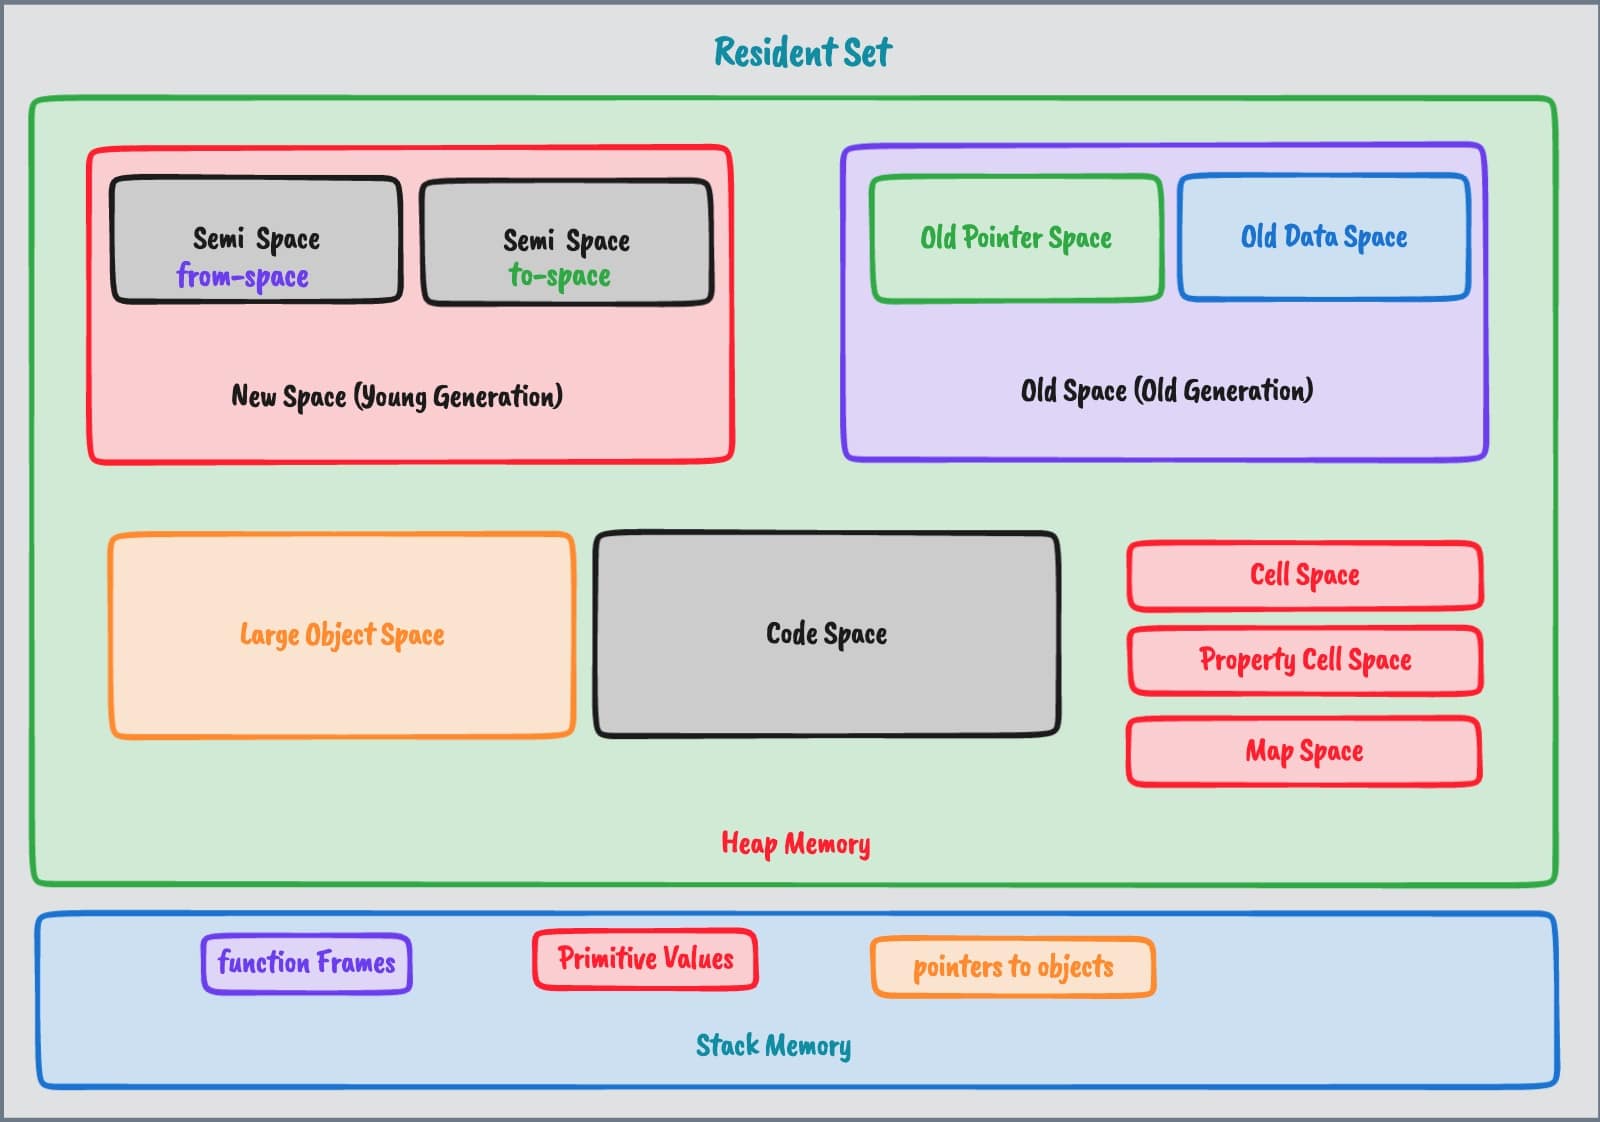 Resident Set
Semi Space
from-space
Semi Space
to-space
New Space (Young Generation)
Old Pointer Space
Old Data Space
Old Space (Old Generation)
Large Object Space
Code Space
Cell Space
Property Cell Space
Map Space
Heap Memory
function Frames
Primitive Values
pointers to objects
Stack Memory